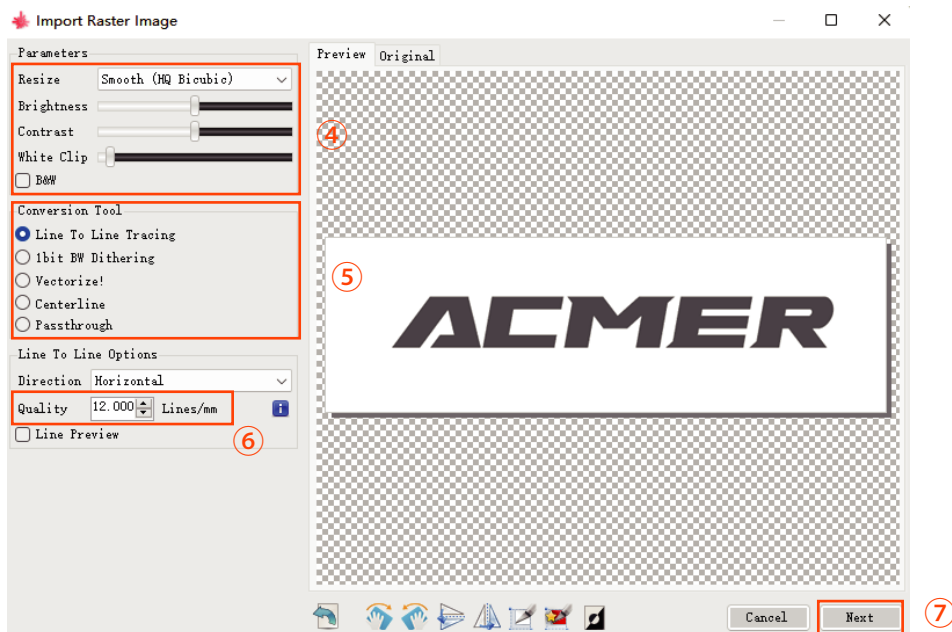 Import Raster Image
Parameters
Resize Smooth (HQ Bicubic)
Brightness
Contrast
White Clip
B&W
④
Conversion Tool
Line To Line Tracing
1bit BW Dithering
Vectorize!
Centerline
Passthrough
⑤
Line To Line Options
Direction Horizontal
Quality 12.000 Lines/mm
Line Preview
⑥
Preview Original
ACMER
Cancel Next
⑦